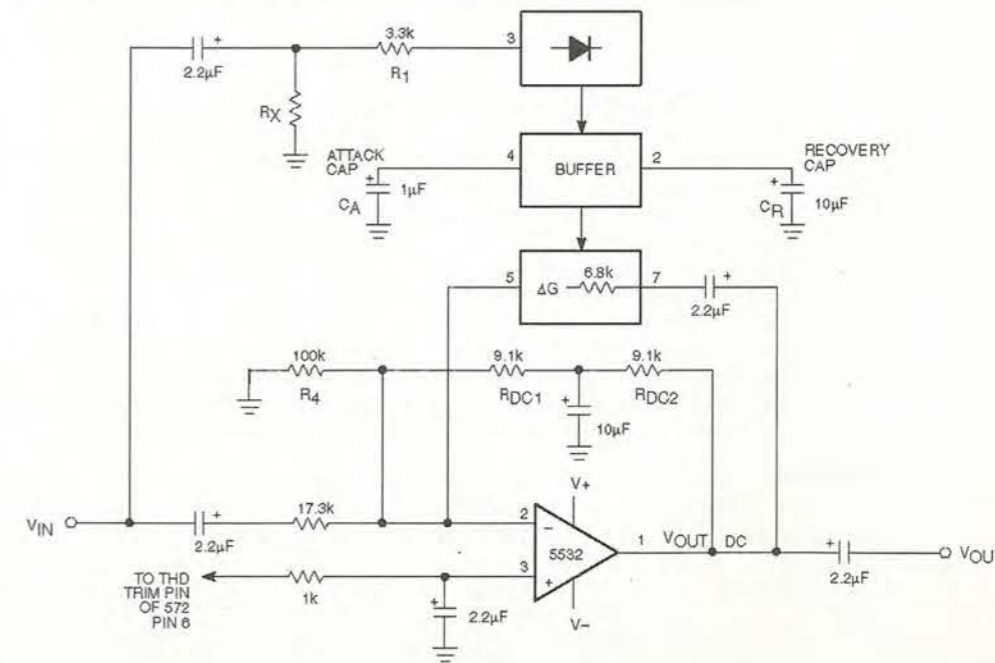 3.3k
3
2.2µF
+
R1
RX
ATTACK
CAP
4
BUFFER
2
RECOVERY
CAP
+
1µF
CA
+
10µF
CR
5
ΔG
6.8k
7
+
2.2µF
100k
R4
9.1k
RDC1
9.1k
RDC2
+
10µF
V+
VIN
+
2.2µF
17.3k
2
−
5532
1
VOUT DC
+
2.2µF
VOU
3
+
TO THD
TRIM PIN
OF 572
PIN 6
1k
+
2.2µF
V−